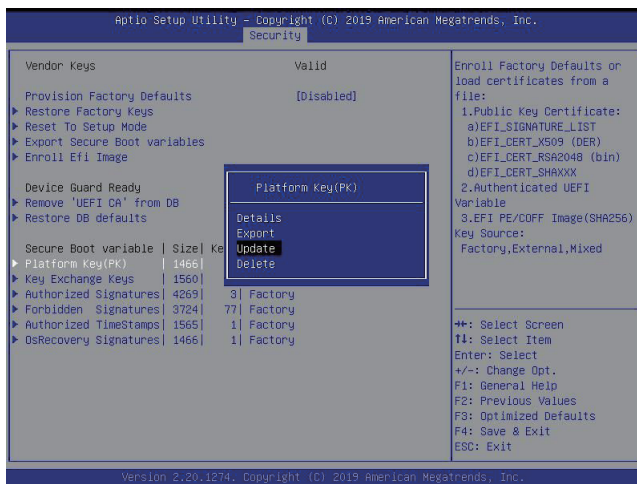 Aptio Setup Utility – Copyright (C) 2019 American Megatrends, Inc.
Security
Vendor Keys Valid
Provision Factory Defaults [Disabled]
▶ Restore Factory Keys
▶ Reset To Setup Mode
▶ Export Secure Boot variables
▶ Enroll Efi Image
Device Guard Ready
▶ Remove 'UEFI CA' from DB
▶ Restore DB defaults
Secure Boot variable | Size| Ke
▶ Platform Key(PK) | 1466|
▶ Key Exchange Keys | 1560|
▶ Authorized Signatures| 4269| 3| Factory
▶ Forbidden Signatures| 3724| 77| Factory
▶ Authorized TimeStamps| 1565| 1| Factory
▶ OsRecovery Signatures| 1466| 1| Factory
Platform Key(PK)
Details
Export
Update
Delete
Enroll Factory Defaults or
load certificates from a
file:
1.Public Key Certificate:
a)EFI_SIGNATURE_LIST
b)EFI_CERT_X509 (DER)
c)EFI_CERT_RSA2048 (bin)
d)EFI_CERT_SHAXXX
2.Authenticated UEFI
Variable
3.EFI PE/COFF Image(SHA256)
Key Source:
Factory,External,Mixed
→←: Select Screen
↑↓: Select Item
Enter: Select
+/-: Change Opt.
F1: General Help
F2: Previous Values
F3: Optimized Defaults
F4: Save & Exit
ESC: Exit
Version 2.20.1274. Copyright (C) 2019 American Megatrends, Inc.